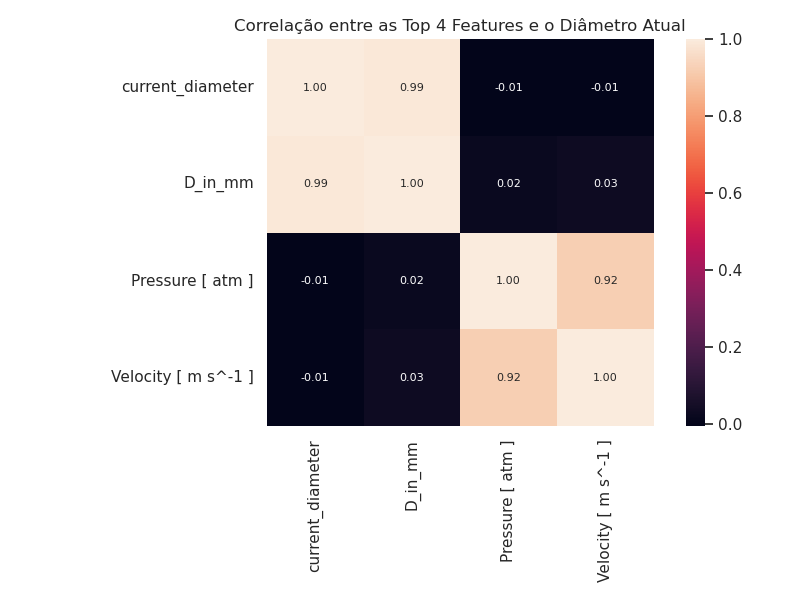 Correlação entre as Top 4 Features e o Diâmetro Atual
current_diameter
1.00
0.99
-0.01
-0.01
D_in_mm
0.99
1.00
0.02
0.03
Pressure [ atm ]
-0.01
0.02
1.00
0.92
Velocity [ m s^-1 ]
-0.01
0.03
0.92
1.00
current_diameter
D_in_mm
Pressure [ atm ]
Velocity [ m s^-1 ]
1.0
0.8
0.6
0.4
0.2
0.0